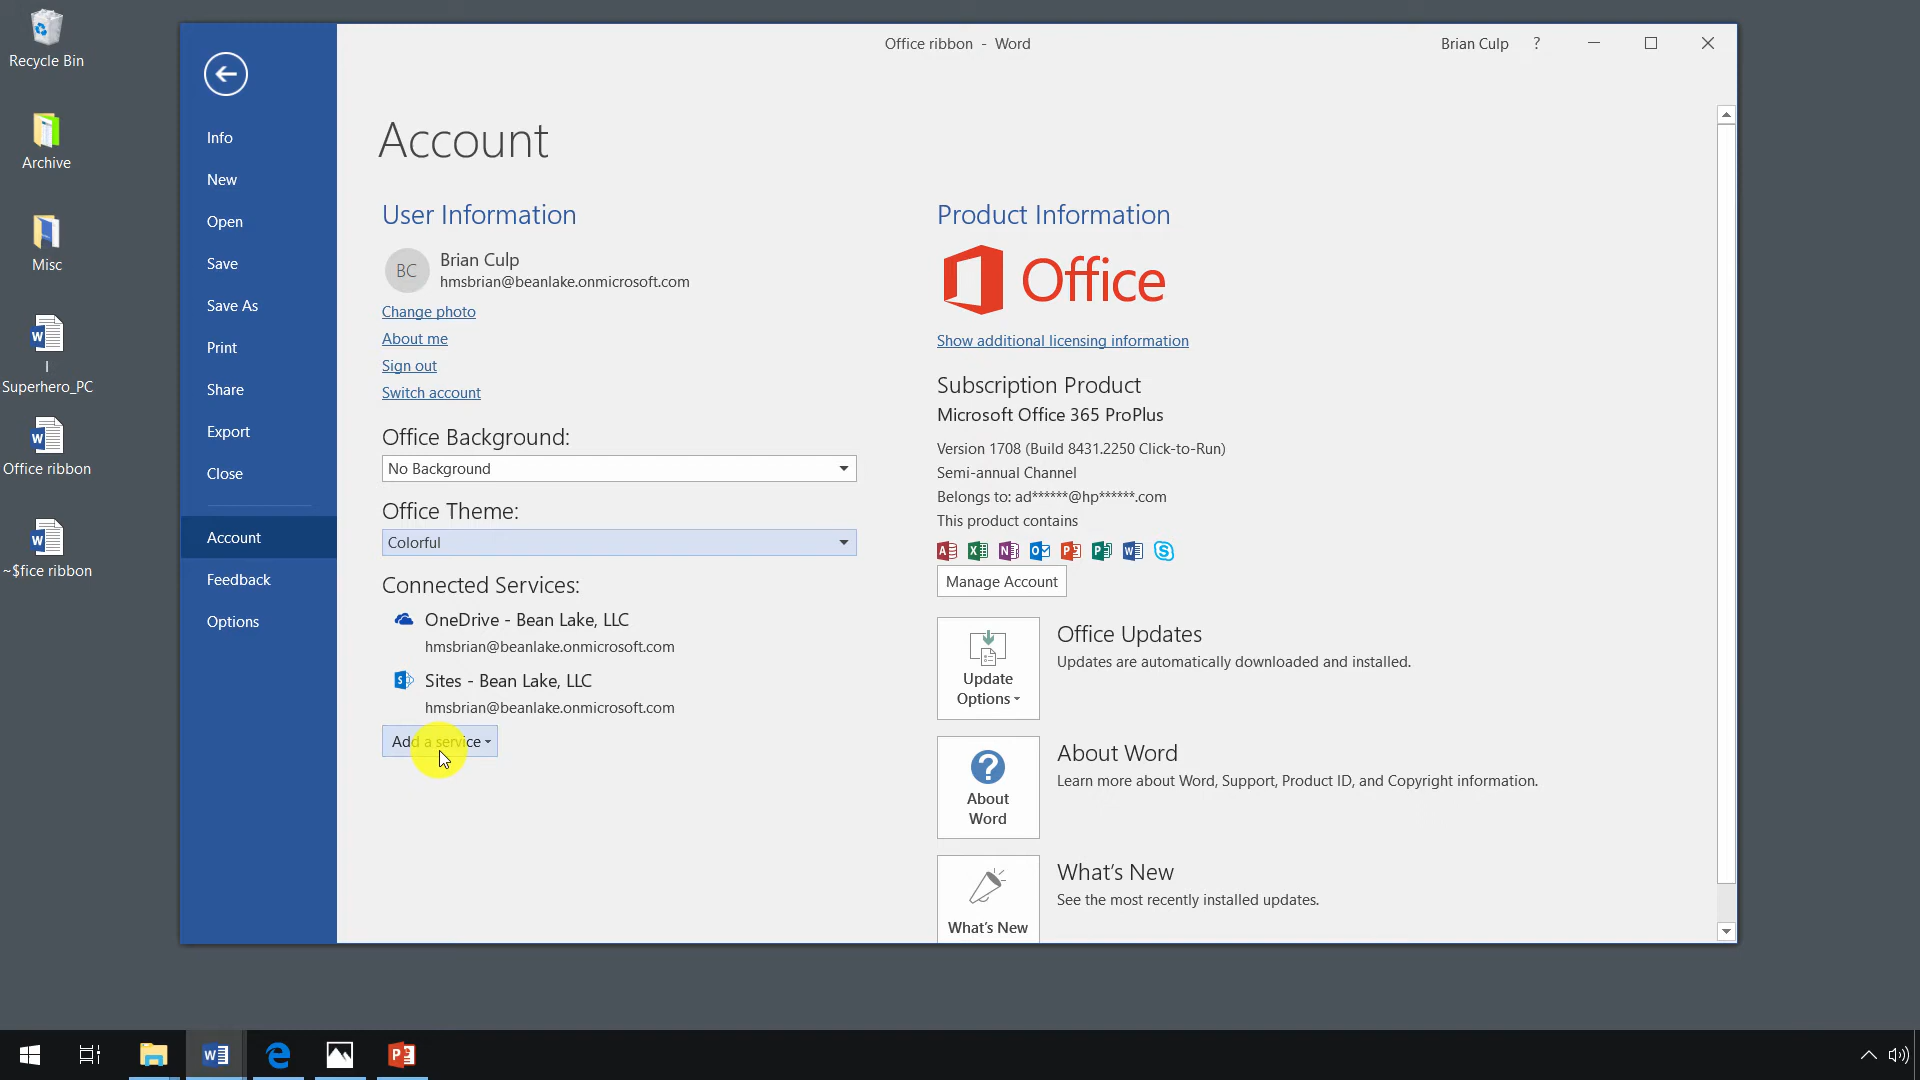 Recycle Bin
Archive
Misc
I
Superhero_PC
Office ribbon
~$fice ribbon
Office ribbon - Word
Brian Culp
?
Info
New
Open
Save
Save As
Print
Share
Export
Close
Account
Feedback
Options
Account
User Information
BC
Brian Culp
hmsbrian@beanlake.onmicrosoft.com
Change photo
About me
Sign out
Switch account
Office Background:
No Background
Office Theme:
Colorful
Connected Services:
OneDrive - Bean Lake, LLC
hmsbrian@beanlake.onmicrosoft.com
Sites - Bean Lake, LLC
hmsbrian@beanlake.onmicrosoft.com
Add a service
Product Information
Office
Show additional licensing information
Subscription Product
Microsoft Office 365 ProPlus
Version 1708 (Build 8431.2250 Click-to-Run)
Semi-annual Channel
Belongs to: ad******@hp******.com
This product contains
Manage Account
Update
Options
Office Updates
Updates are automatically downloaded and installed.
About
Word
About Word
Learn more about Word, Support, Product ID, and Copyright information.
What's New
What's New
See the most recently installed updates.